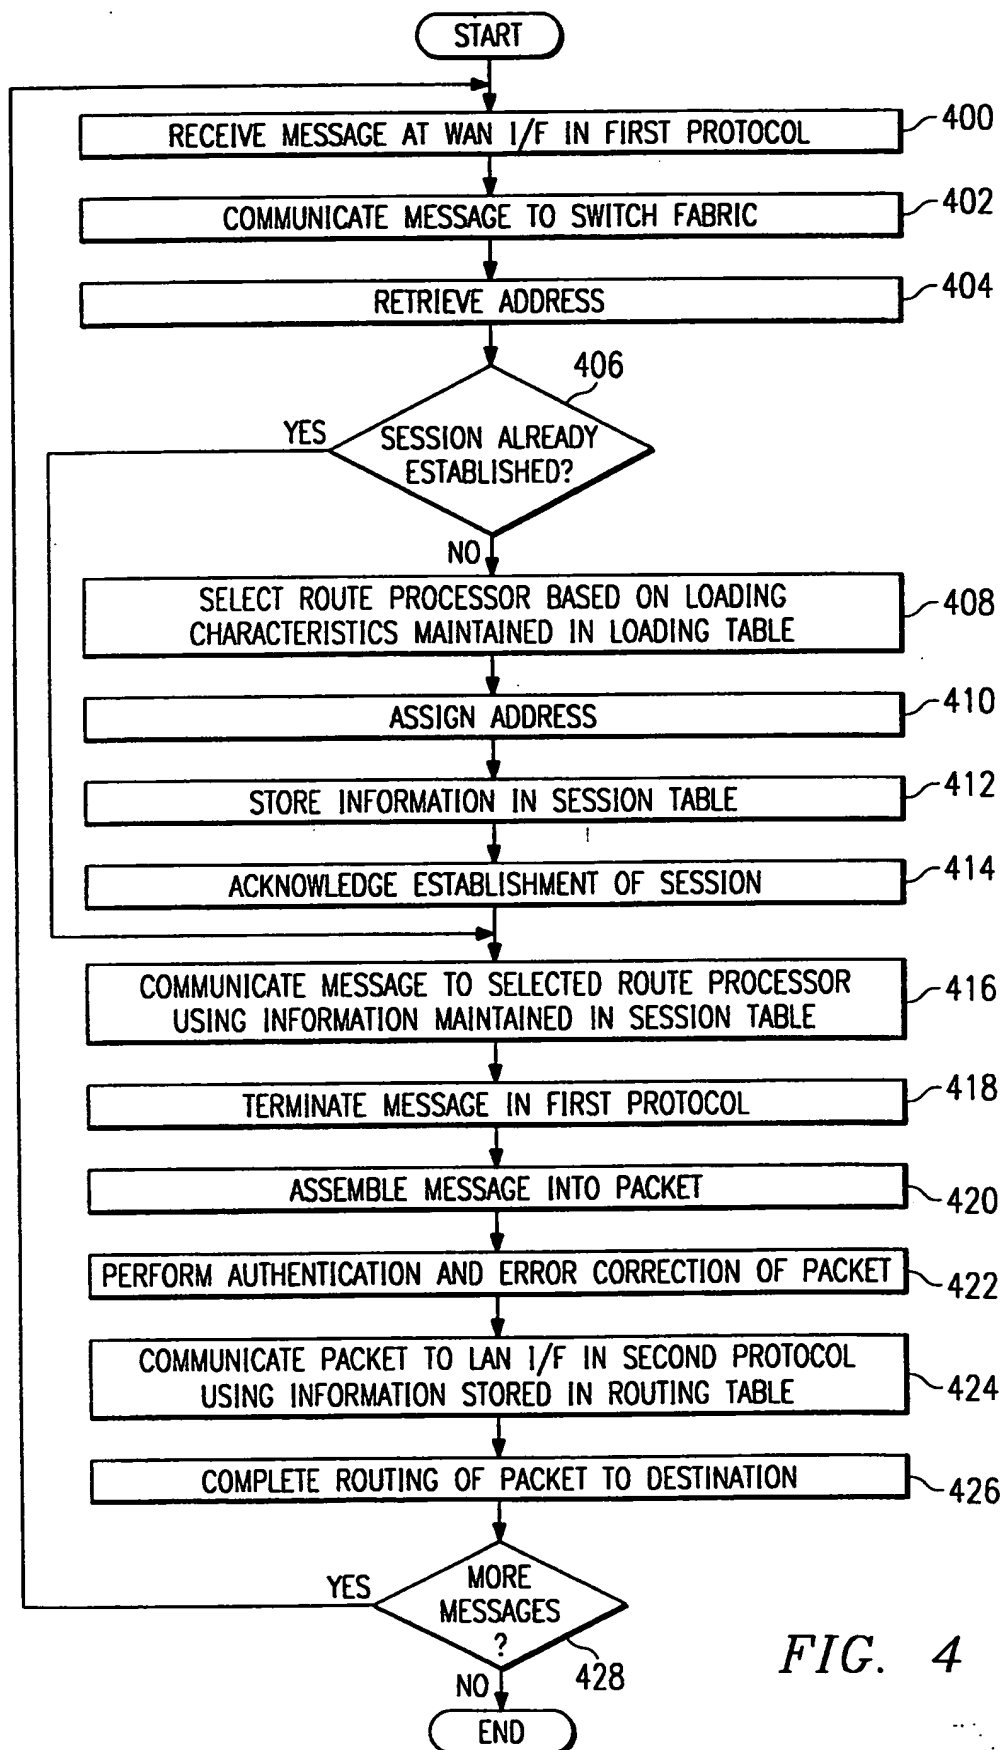 START
RECEIVE MESSAGE AT WAN I/F IN FIRST PROTOCOL
400
COMMUNICATE MESSAGE TO SWITCH FABRIC
402
RETRIEVE ADDRESS
404
406
YES
SESSION ALREADY
ESTABLISHED?
NO
SELECT ROUTE PROCESSOR BASED ON LOADING
CHARACTERISTICS MAINTAINED IN LOADING TABLE
408
ASSIGN ADDRESS
410
STORE INFORMATION IN SESSION TABLE
412
ACKNOWLEDGE ESTABLISHMENT OF SESSION
414
COMMUNICATE MESSAGE TO SELECTED ROUTE PROCESSOR
USING INFORMATION MAINTAINED IN SESSION TABLE
416
TERMINATE MESSAGE IN FIRST PROTOCOL
418
ASSEMBLE MESSAGE INTO PACKET
420
PERFORM AUTHENTICATION AND ERROR CORRECTION OF PACKET
422
COMMUNICATE PACKET TO LAN I/F IN SECOND PROTOCOL
USING INFORMATION STORED IN ROUTING TABLE
424
COMPLETE ROUTING OF PACKET TO DESTINATION
426
YES
MORE
MESSAGES
?
428
NO
END
FIG. 4